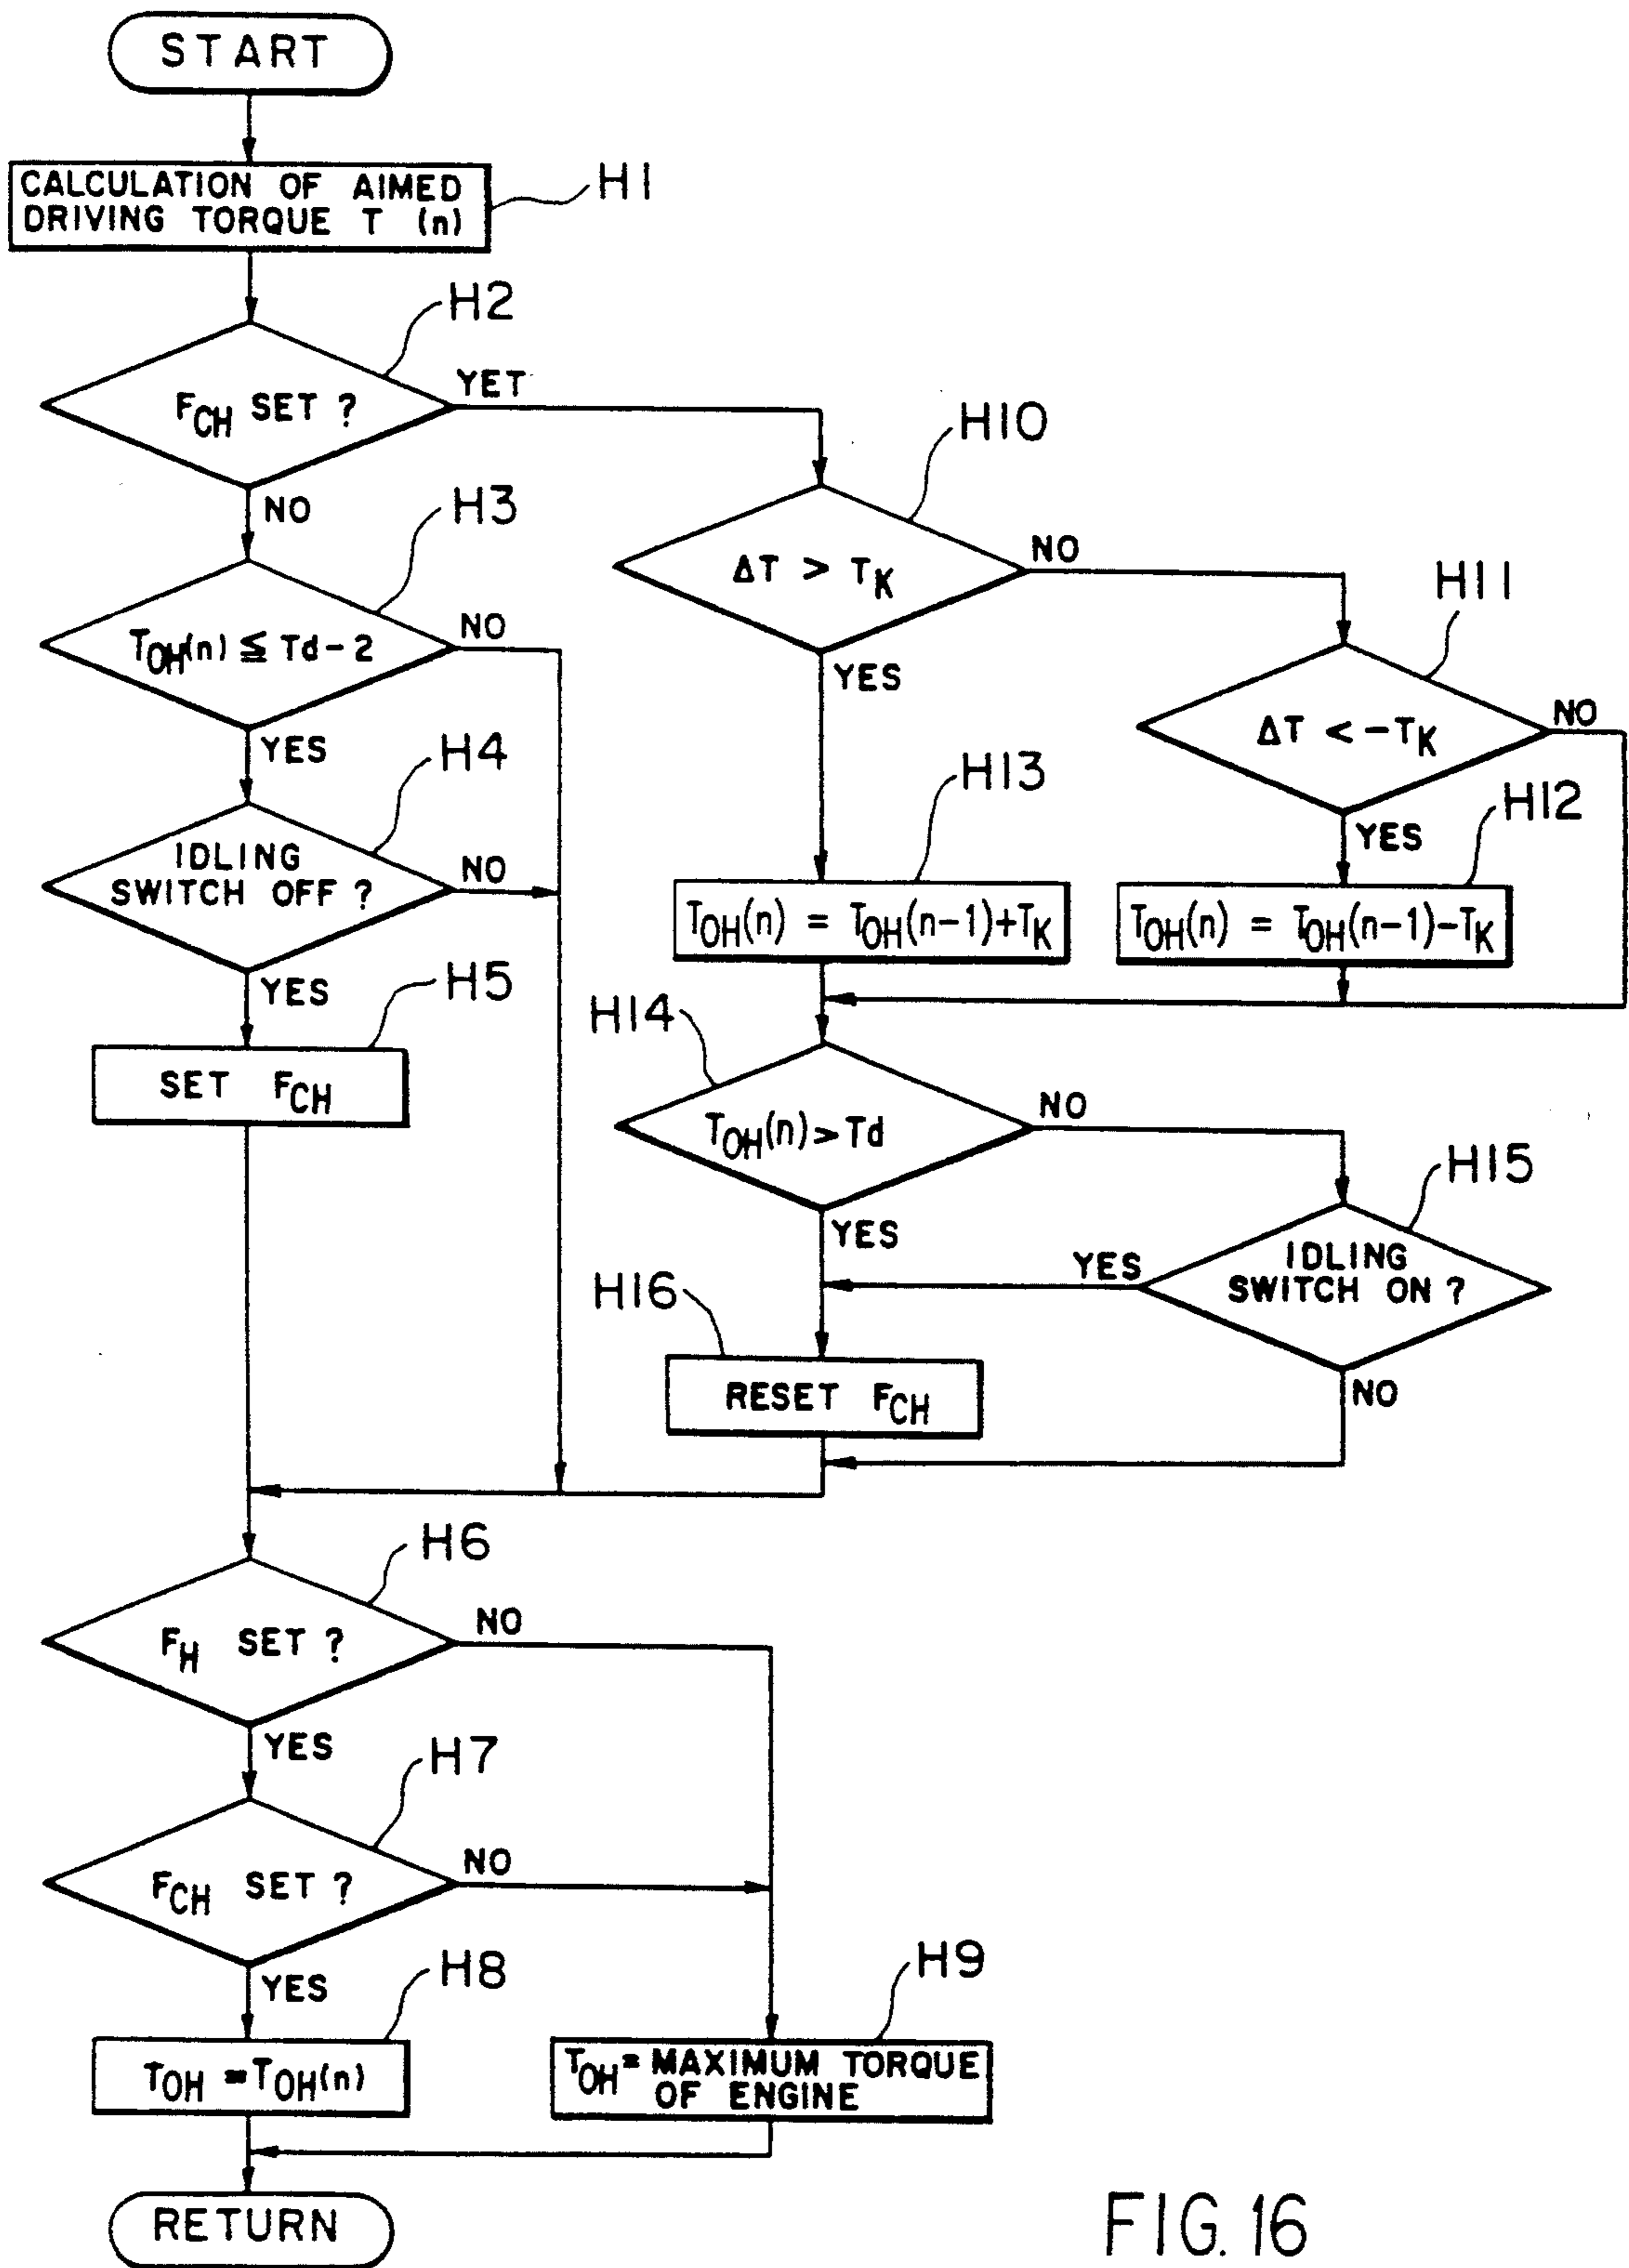 START
CALCULATION OF AIMED
DRIVING TORQUE T (n)
H1
H2
FCH SET ?
YET
NO
H3
TOH(n) ≦ Td-2
NO
YES
H4
IDLING
SWITCH OFF ?
NO
YES
H5
SET FCH
H10
ΔT > TK
NO
YES
H11
ΔT < -TK
NO
YES
H13
TOH(n) = TOH(n-1)+TK
H12
TOH(n) = TOH(n-1)-TK
H14
TOH(n) > Td
NO
YES
H15
IDLING
SWITCH ON ?
YES
NO
H16
RESET FCH
H6
FH SET ?
NO
YES
H7
FCH SET ?
NO
YES
H8
TOH = TOH(n)
H9
TOH = MAXIMUM TORQUE
OF ENGINE
RETURN
FIG. 16